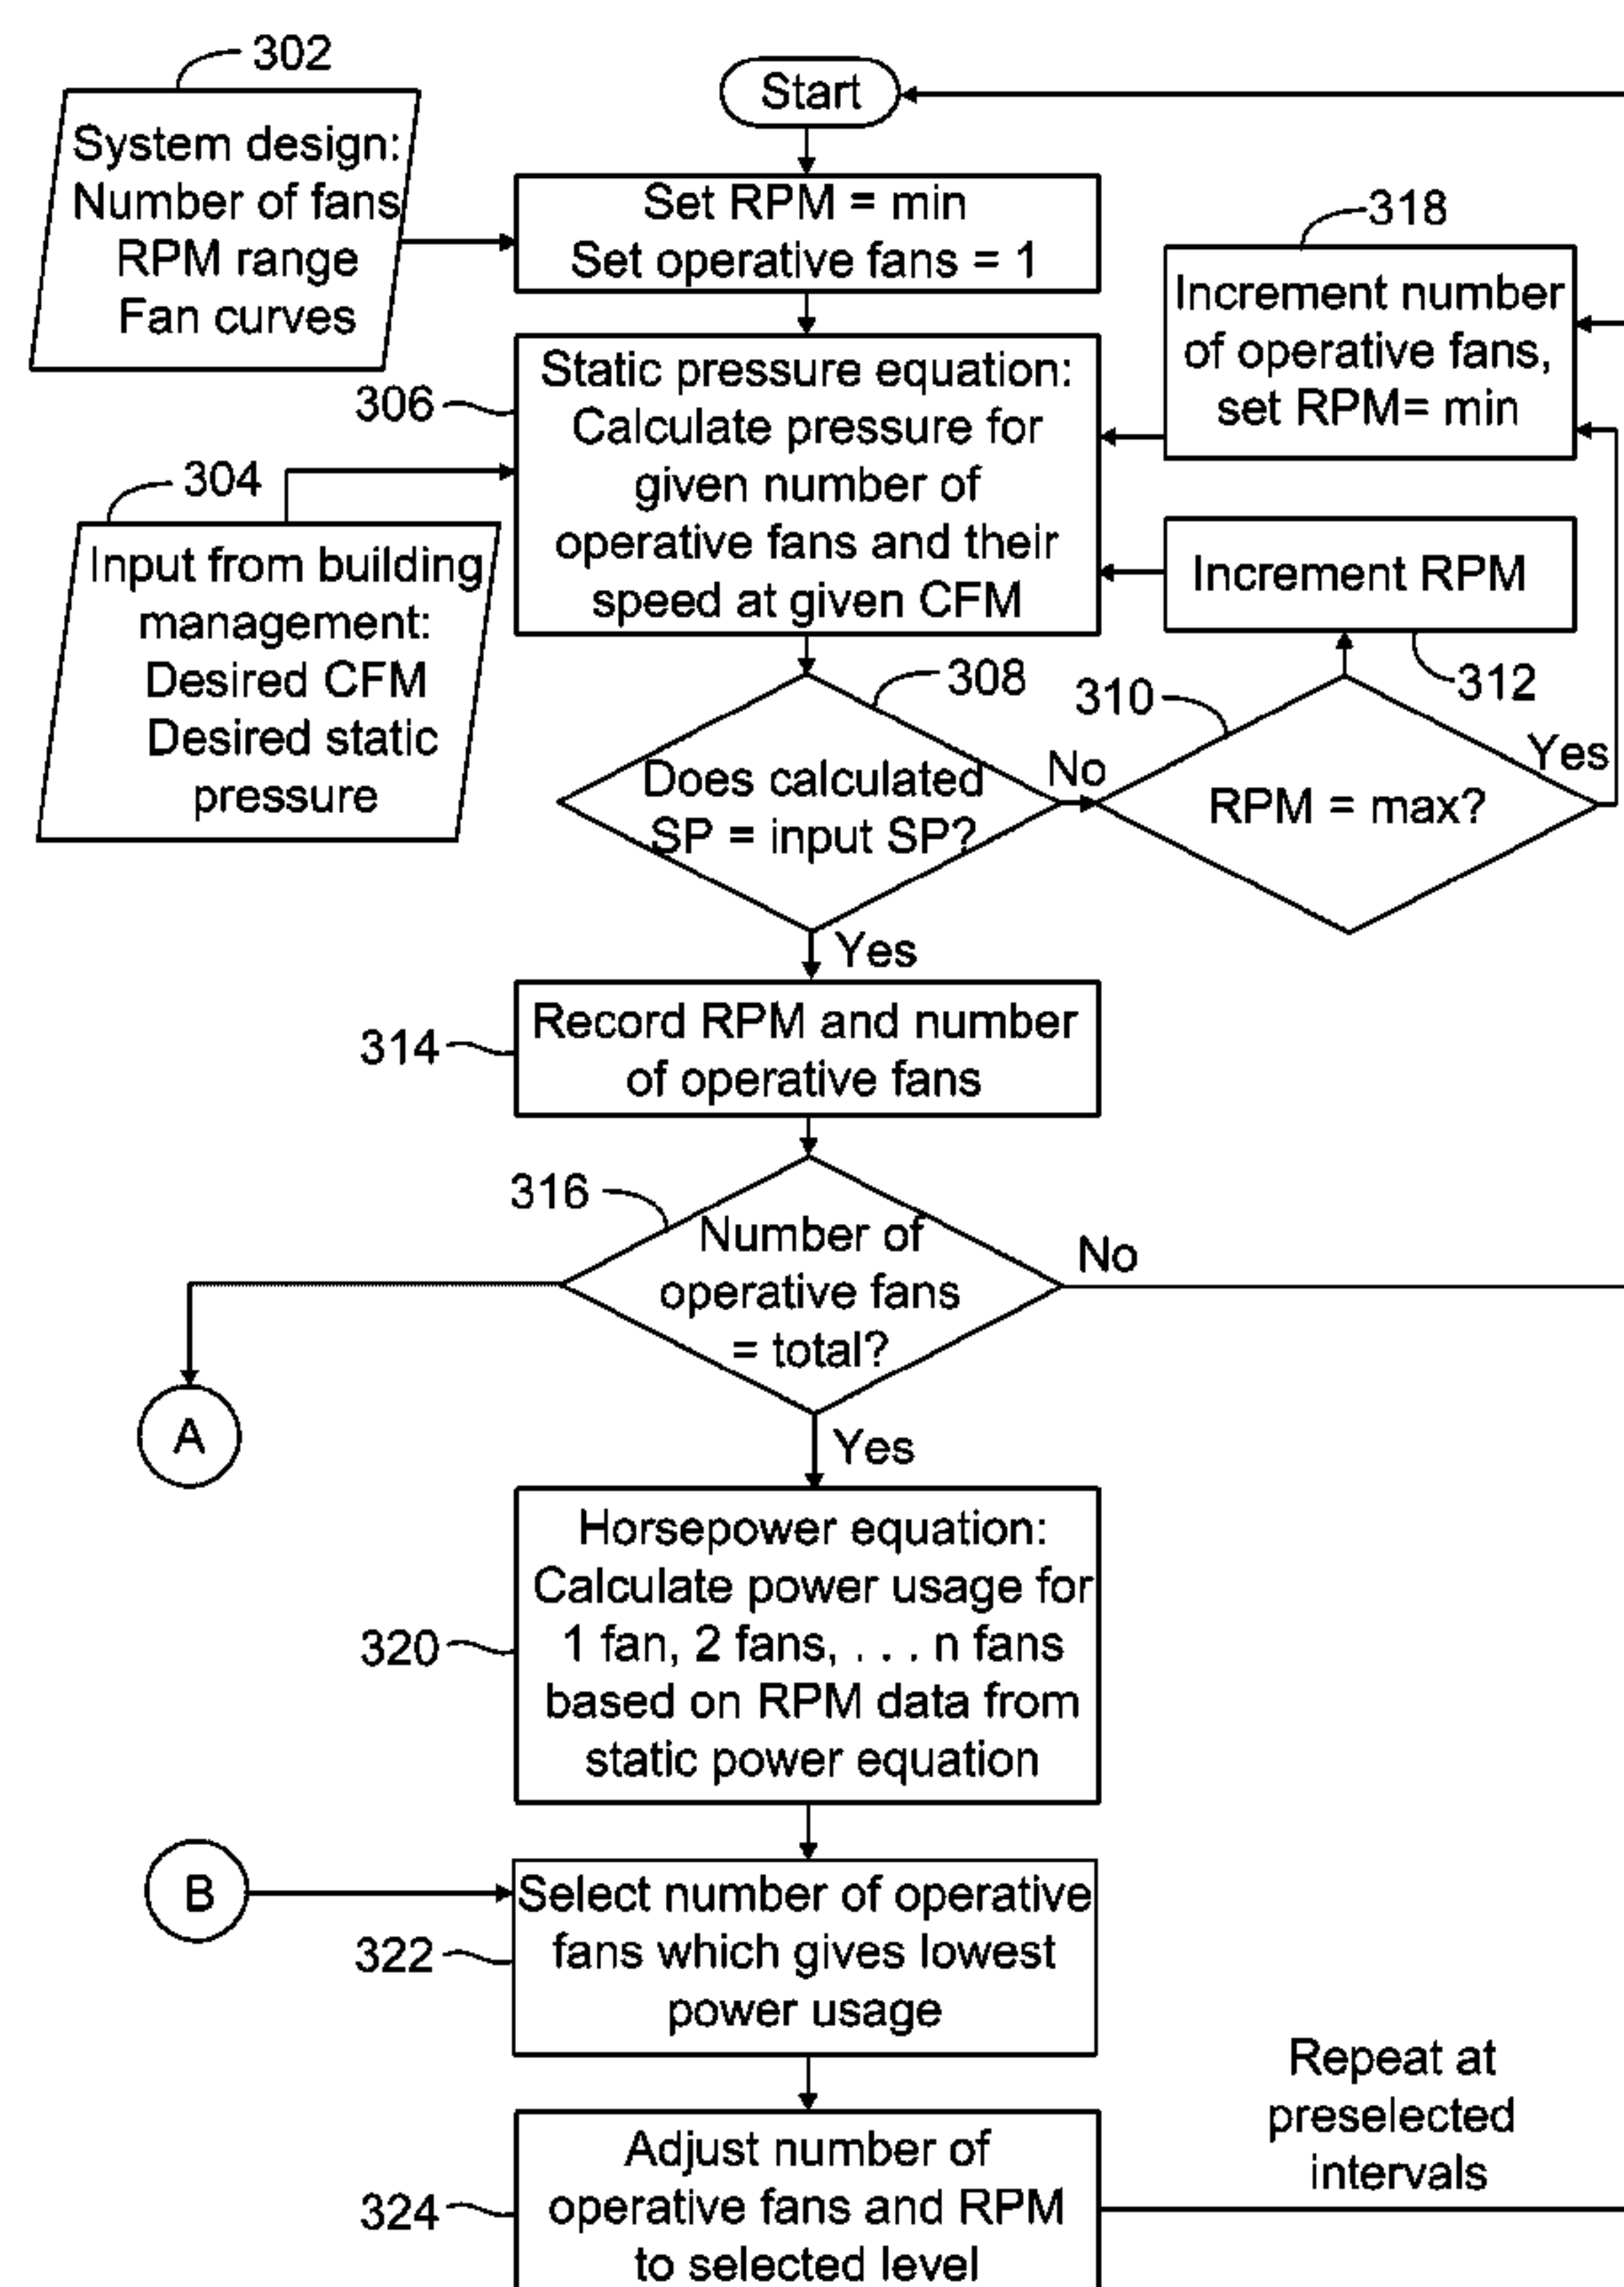 302
Start
System design:
Number of fans
RPM range
Fan curves
Set RPM = min
Set operative fans = 1
318
Increment number
of operative fans,
set RPM= min
306
Static pressure equation:
Calculate pressure for
given number of
operative fans and their
speed at given CFM
304
Input from building
management:
Desired CFM
Desired static
pressure
Increment RPM
312
308
310
Does calculated
SP = input SP?
No
RPM = max?
Yes
Yes
314
Record RPM and number
of operative fans
316
Number of
operative fans
= total?
No
A
Yes
320
Horsepower equation:
Calculate power usage for
1 fan, 2 fans, . . . n fans
based on RPM data from
static power equation
B
322
Select number of operative
fans which gives lowest
power usage
324
Adjust number of
operative fans and RPM
to selected level
Repeat at
preselected
intervals